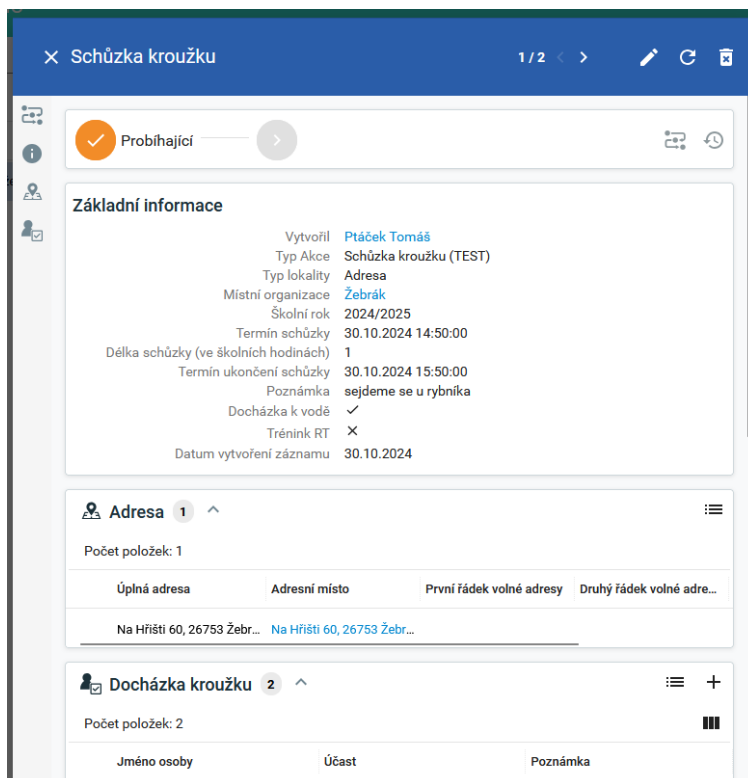 Schůzka kroužku
1 / 2
Probíhající
Základní informace
Vytvořil Ptáček Tomáš
Typ Akce Schůzka kroužku (TEST)
Typ lokality Adresa
Místní organizace Žebrák
Školní rok 2024/2025
Termín schůzky 30.10.2024 14:50:00
Délka schůzky (ve školních hodinách) 1
Termín ukončení schůzky 30.10.2024 15:50:00
Poznámka sejdeme se u rybníka
Docházka k vodě
Trénink RT
Datum vytvoření záznamu 30.10.2024
Adresa 1
Počet položek: 1
Úplná adresa Adresní místo První řádek volné adresy Druhý řádek volné adre...
Na Hřišti 60, 26753 Žebr... Na Hřišti 60, 26753 Žebr...
Docházka kroužku 2
Počet položek: 2
Jméno osoby Účast Poznámka